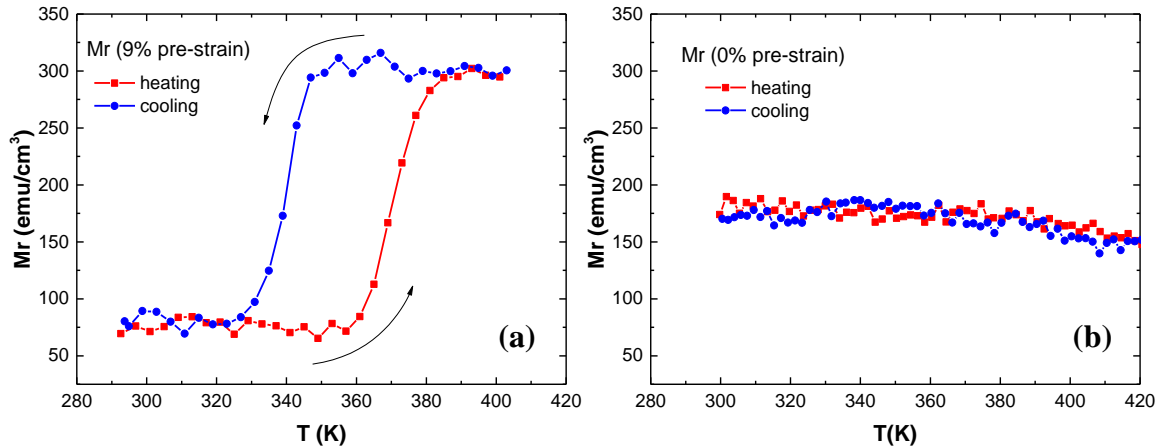 350
300
250
200
150
100
50
Mr (emu/cm³)
Mr (9% pre-strain)
heating
cooling
(a)
280 300 320 340 360 380 400 420
T (K)
350
300
250
200
150
100
50
Mr (emu/cm³)
Mr (0% pre-strain)
heating
cooling
(b)
280 300 320 340 360 380 400 420
T(K)